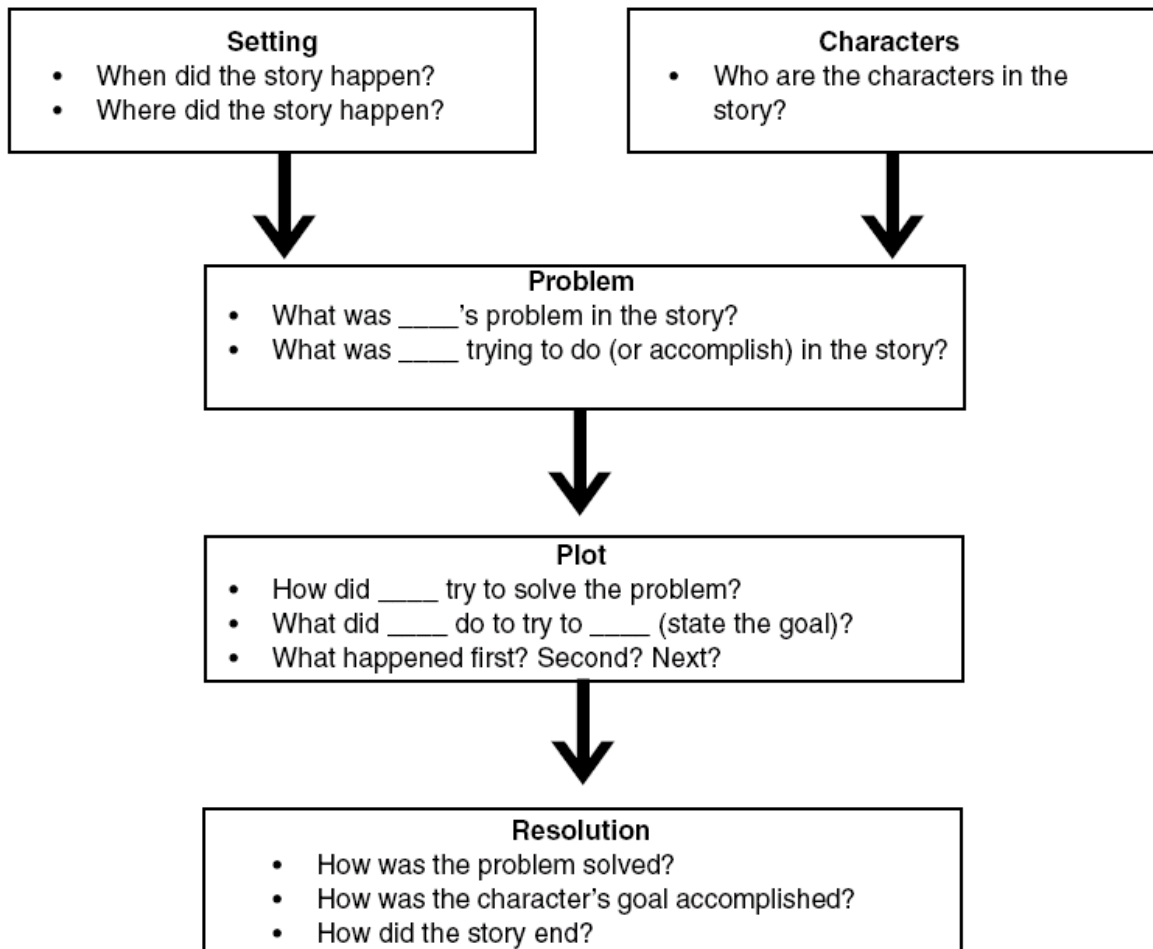 Setting
• When did the story happen?
• Where did the story happen?
Characters
• Who are the characters in the
story?
Problem
• What was ____’s problem in the story?
• What was ____ trying to do (or accomplish) in the story?
Plot
• How did ____ try to solve the problem?
• What did ____ do to try to ____ (state the goal)?
• What happened first? Second? Next?
Resolution
• How was the problem solved?
• How was the character’s goal accomplished?
• How did the story end?